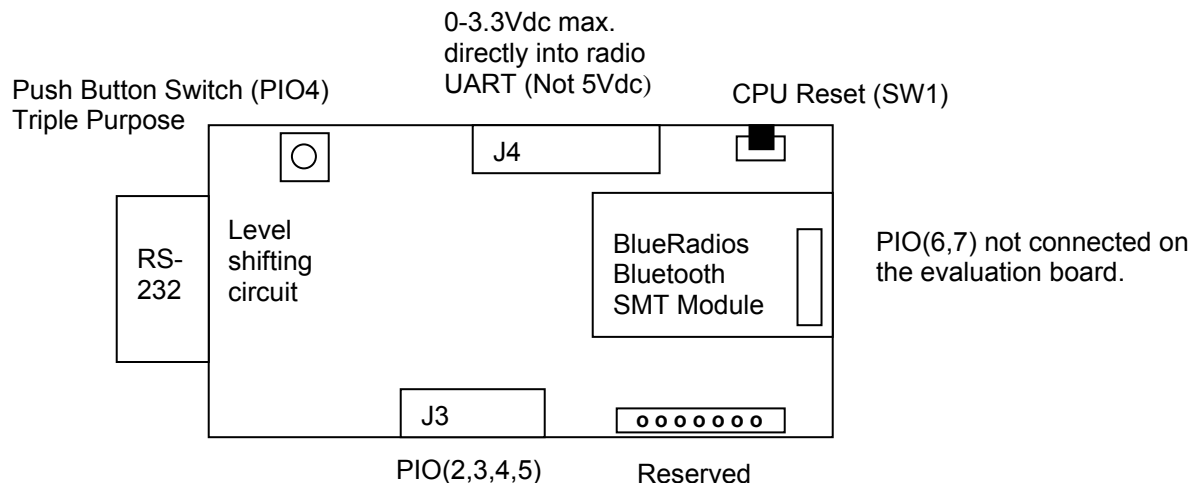 0-3.3Vdc max.
directly into radio
UART (Not 5Vdc)
Push Button Switch (PIO4)
Triple Purpose
CPU Reset (SW1)
J4
RS-
232
Level
shifting
circuit
BlueRadios
Bluetooth
SMT Module
PIO(6,7) not connected on
the evaluation board.
J3
o o o o o o o
PIO(2,3,4,5)
Reserved